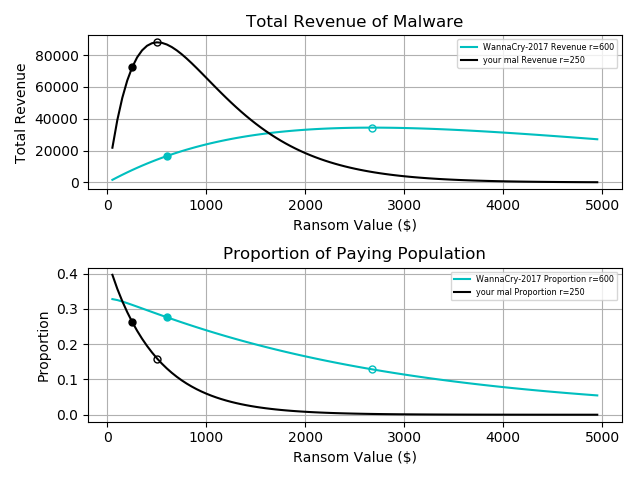 Total Revenue of Malware
Total Revenue
80000
60000
40000
20000
0
WannaCry-2017 Revenue r=600
your mal Revenue r=250
0 1000 2000 3000 4000 5000
Ransom Value ($)
Proportion of Paying Population
Proportion
0.4
0.3
0.2
0.1
0.0
WannaCry-2017 Proportion r=600
your mal Proportion r=250
0 1000 2000 3000 4000 5000
Ransom Value ($)